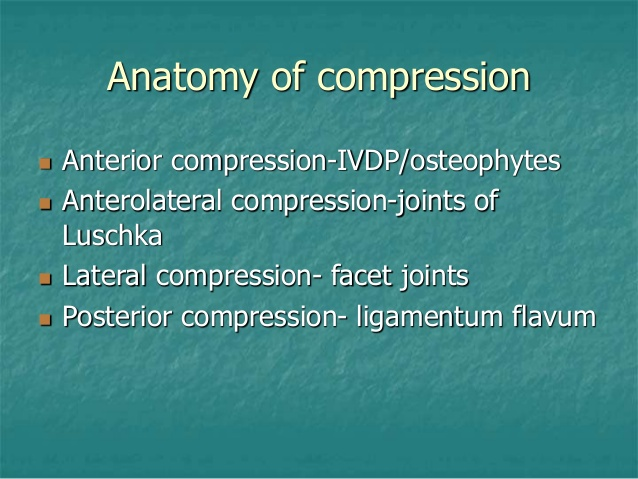 Anatomy of compression
Anterior compression-IVDP/osteophytes
Anterolateral compression-joints of
Luschka
Lateral compression- facet joints
Posterior compression- ligamentum flavum